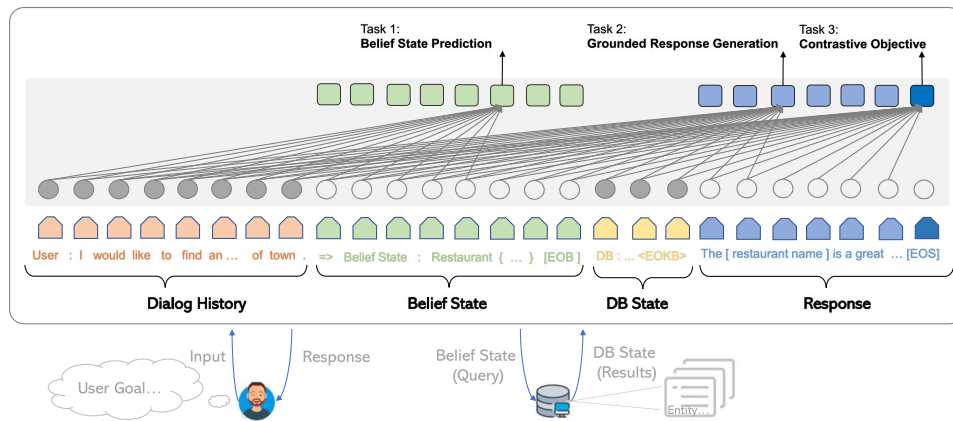 Task 1:
Belief State Prediction
Task 2:
Grounded Response Generation
Task 3:
Contrastive Objective
User : I would like to find an ... of town .
=> Belief State : Restaurant { ... } [EOB]
DB : ... <EOKB>
The [ restaurant name ] is a great ... [EOS]
Dialog History
Belief State
DB State
Response
Input
Response
Belief State
(Query)
DB State
(Results)
User Goal...
Entity...